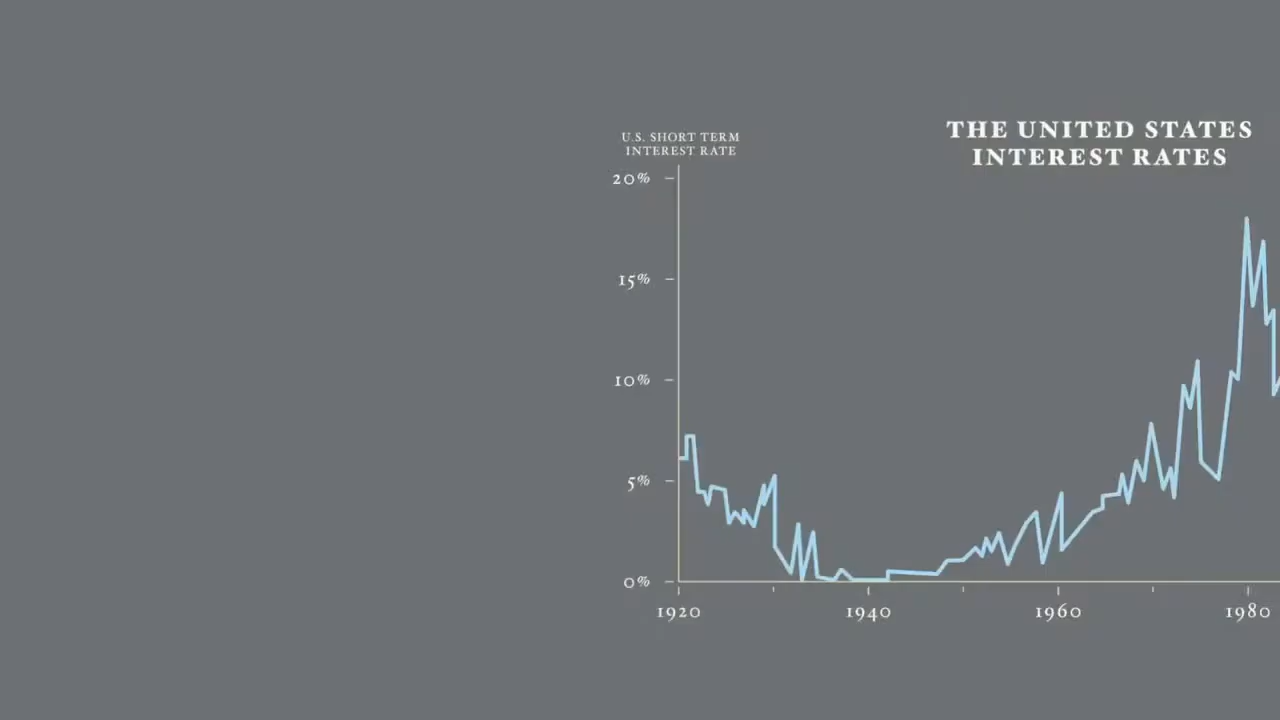 THE UNITED STATES
INTEREST RATES
U.S. SHORT TERM
INTEREST RATE
20%
15%
10%
5%
0%
1920
1940
1960
1980